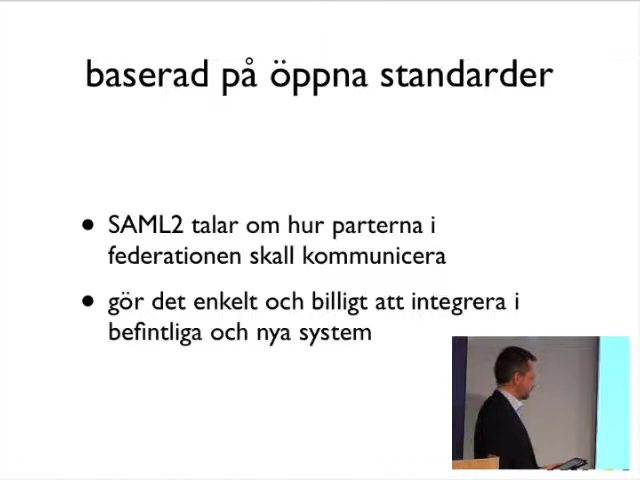 baserad på öppna standarder
• SAML2 talar om hur parterna i
federationen skall kommunicera
• gör det enkelt och billigt att integrera i
befintliga och nya system